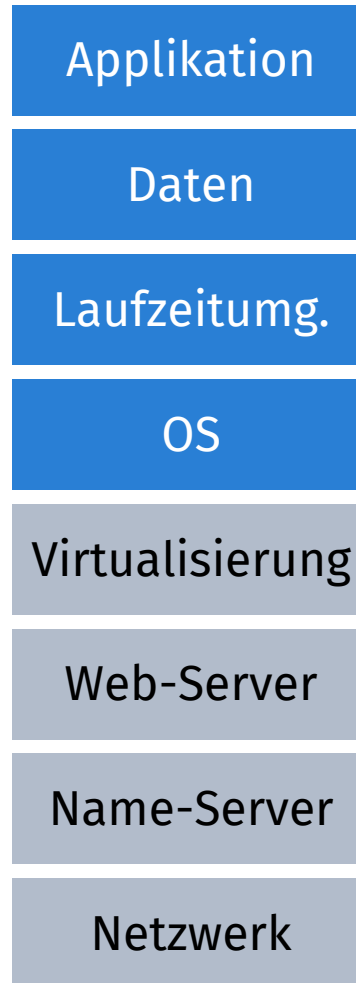 Applikation
Daten
Laufzeitumg.
OS
Virtualisierung
Web-Server
Name-Server
Netzwerk